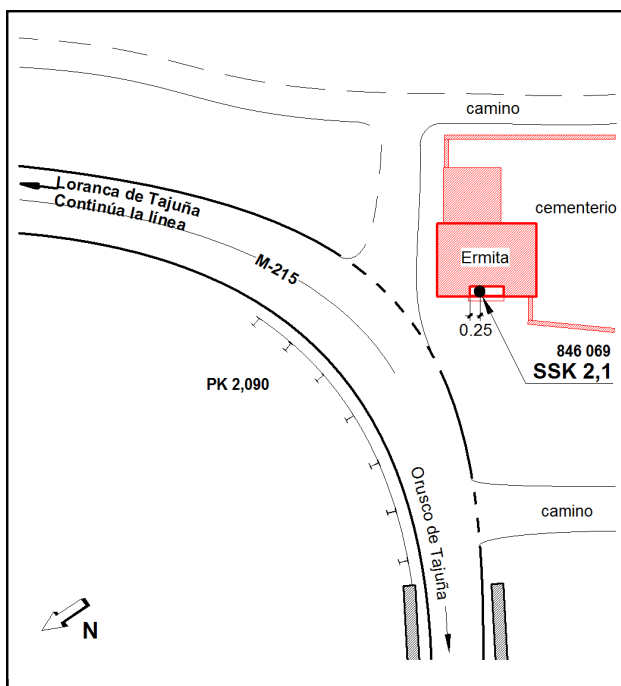 camino
Loranca de Tajuña
Continúa la línea
cementerio
Ermita
M-215
0.25
846 069
SSK 2,1
PK 2,090
Orusco de Tajuña
camino
N